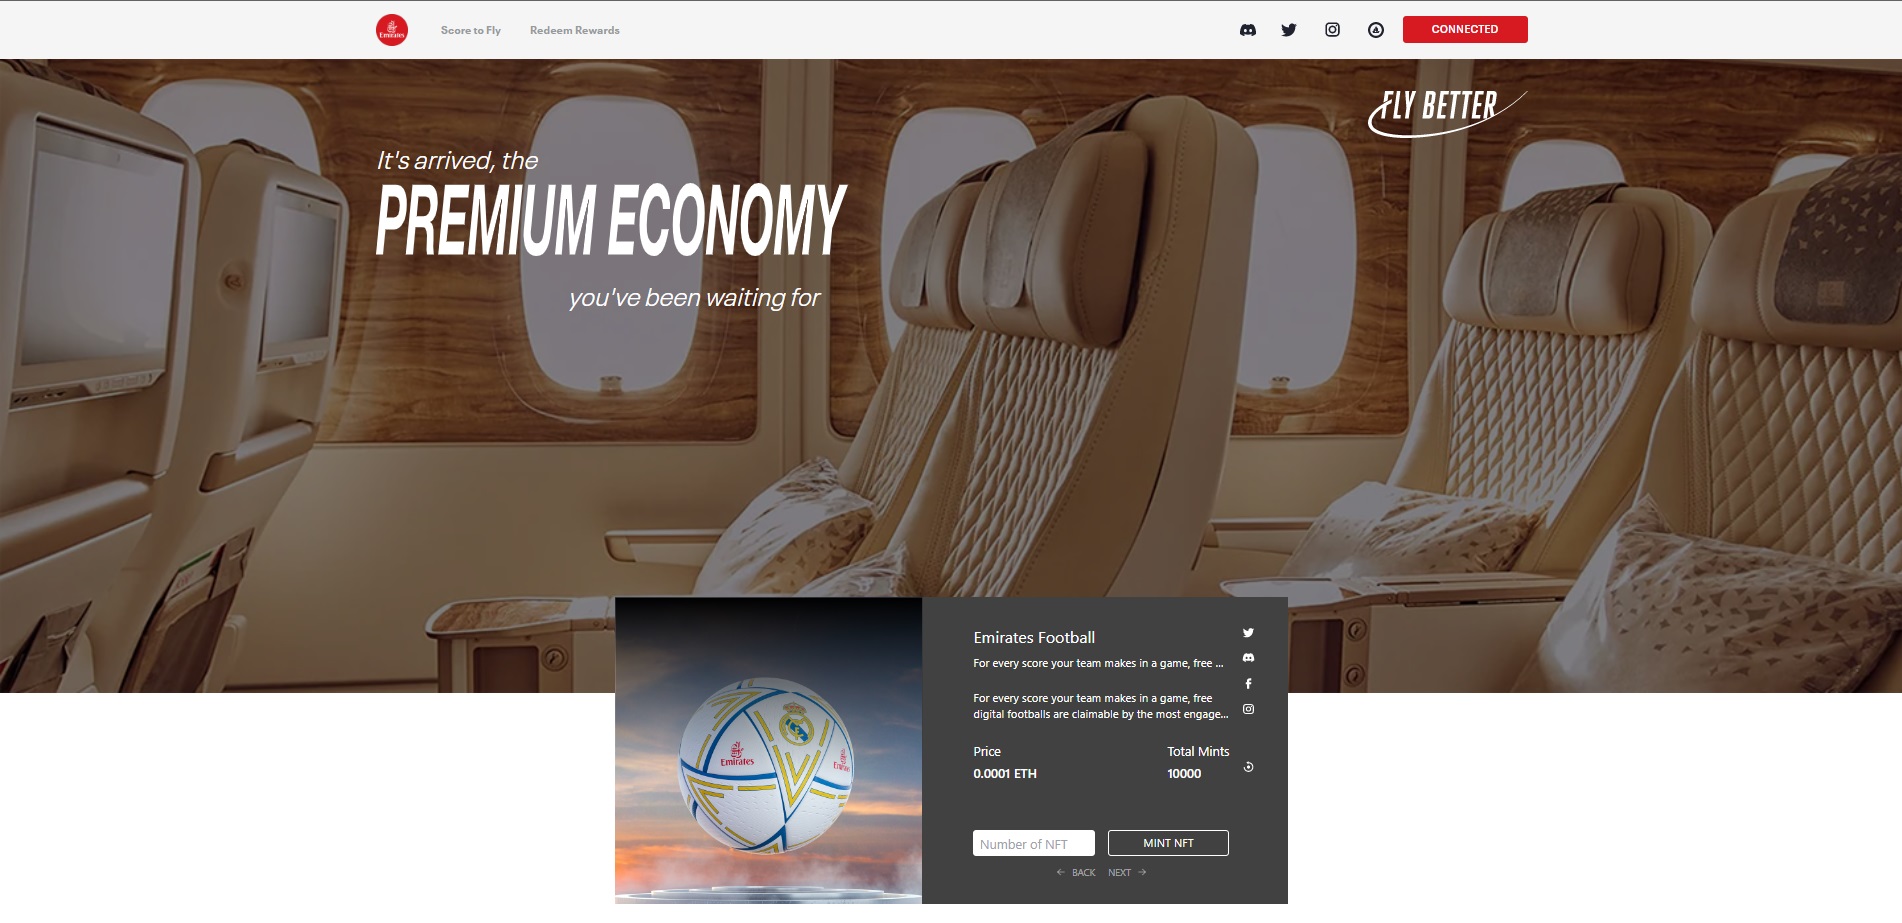 Emirates
Score to Fly
Redeem Rewards
CONNECTED
FLY BETTER
It's arrived, the
PREMIUM ECONOMY
you've been waiting for
Emirates Football
For every score your team makes in a game, free ...
For every score your team makes in a game, free
digital footballs are claimable by the most engage...
Price
Total Mints
0.0001 ETH
10000
Number of NFT
MINT NFT
BACK
NEXT
Emirates
Emirates